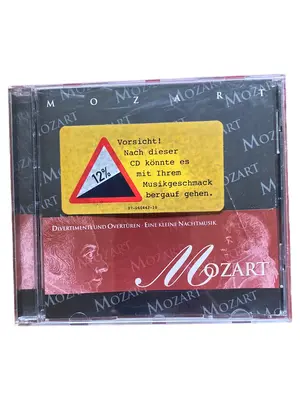 MOZART
12%
Vorsicht!
Nach dieser
CD könnte es
mit Ihrem
Musikgeschmack
bergauf gehen.
DIVERTIMENTI UND OVERTÜREN · EINE KLEINE NACHTMUSIK
MOZART